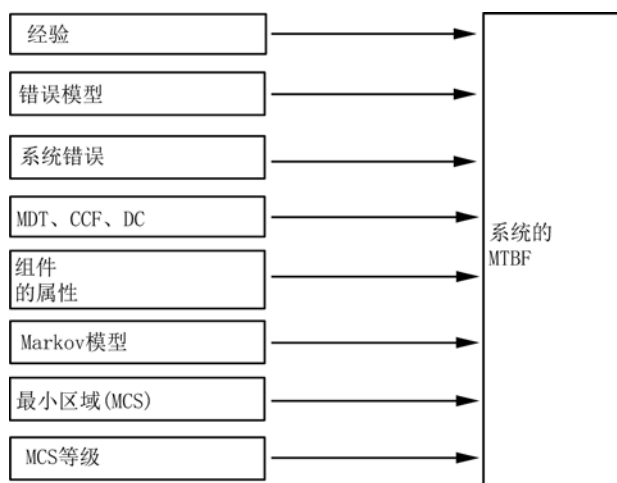 经验
错误模型
系统错误
MDT、CCF、DC
组件
的属性
Markov模型
最小区域(MCS)
MCS等级
系统的
MTBF